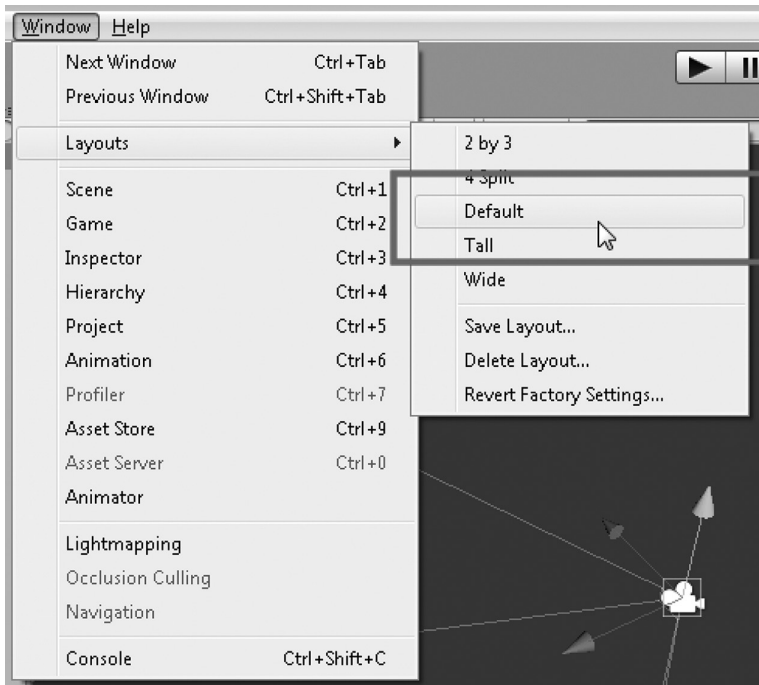 Window Help
Next Window Ctrl+Tab
Previous Window Ctrl+Shift+Tab
Layouts
Scene Ctrl+1
Game Ctrl+2
Inspector Ctrl+3
Hierarchy Ctrl+4
Project Ctrl+5
Animation Ctrl+6
Profiler Ctrl+7
Asset Store Ctrl+9
Asset Server Ctrl+0
Animator
Lightmapping
Occlusion Culling
Navigation
Console Ctrl+Shift+C
2 by 3
4 Split
Default
Tall
Wide
Save Layout...
Delete Layout...
Revert Factory Settings...